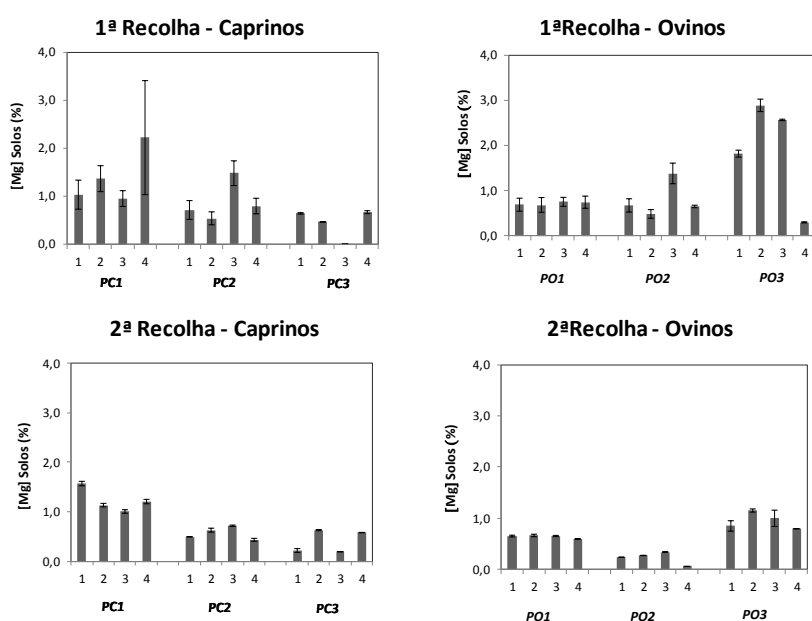 1ª Recolha - Caprinos
4,0
3,0
2,0
1,0
0,0
[Mg] Solos (%)
1 2 3 4 1 2 3 4 1 2 3 4
PC1 PC2 PC3
1ªRecolha - Ovinos
4,0
3,0
2,0
1,0
0,0
[Mg] Solos (%)
1 2 3 4 1 2 3 4 1 2 3 4
PO1 PO2 PO3
2ª Recolha - Caprinos
4,0
3,0
2,0
1,0
0,0
[Mg] Solos (%)
1 2 3 4 1 2 3 4 1 2 3 4
PC1 PC2 PC3
2ªRecolha - Ovinos
4,0
3,0
2,0
1,0
0,0
[Mg] Solos (%)
1 2 3 4 1 2 3 4 1 2 3 4
PO1 PO2 PO3